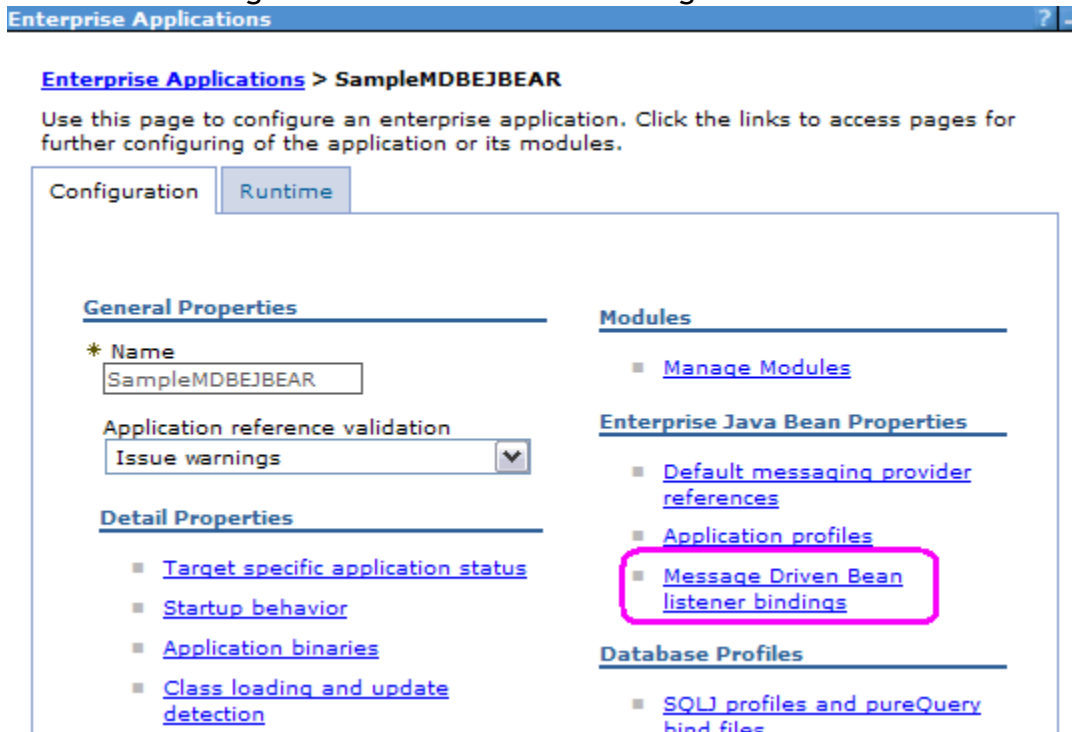 Enterprise Applications ? -
Enterprise Applications > SampleMDBEJBEAR
Use this page to configure an enterprise application. Click the links to access pages for
further configuring of the application or its modules.
Configuration Runtime
General Properties
* Name
SampleMDBEJBEAR
Application reference validation
Issue warnings
Detail Properties
Target specific application status
Startup behavior
Application binaries
Class loading and update
detection
Modules
Manage Modules
Enterprise Java Bean Properties
Default messaging provider
references
Application profiles
Message Driven Bean
listener bindings
Database Profiles
SQLJ profiles and pureQuery
bind files